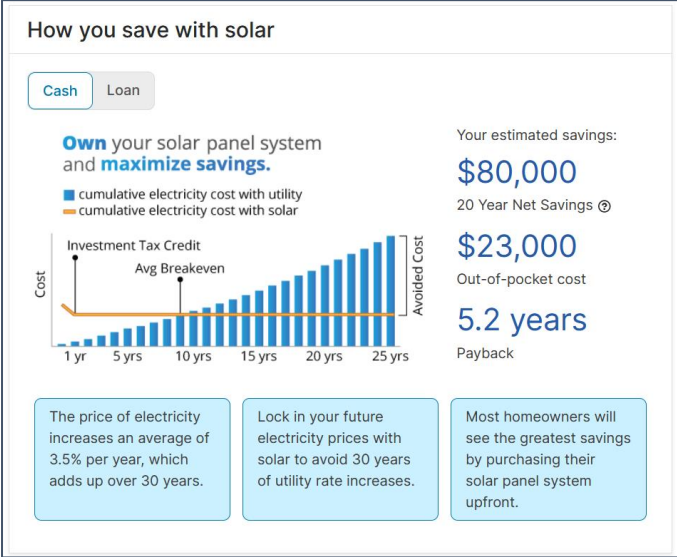 How you save with solar
Cash
Loan
Own your solar panel system
and maximize savings.
cumulative electricity cost with utility
cumulative electricity cost with solar
Investment Tax Credit
Avg Breakeven
Cost
Avoided Cost
1 yr 5 yrs 10 yrs 15 yrs 20 yrs 25 yrs
Your estimated savings:
$80,000
20 Year Net Savings ?
$23,000
Out-of-pocket cost
5.2 years
Payback
The price of electricity
increases an average of
3.5% per year, which
adds up over 30 years.
Lock in your future
electricity prices with
solar to avoid 30 years
of utility rate increases.
Most homeowners will
see the greatest savings
by purchasing their
solar panel system
upfront.